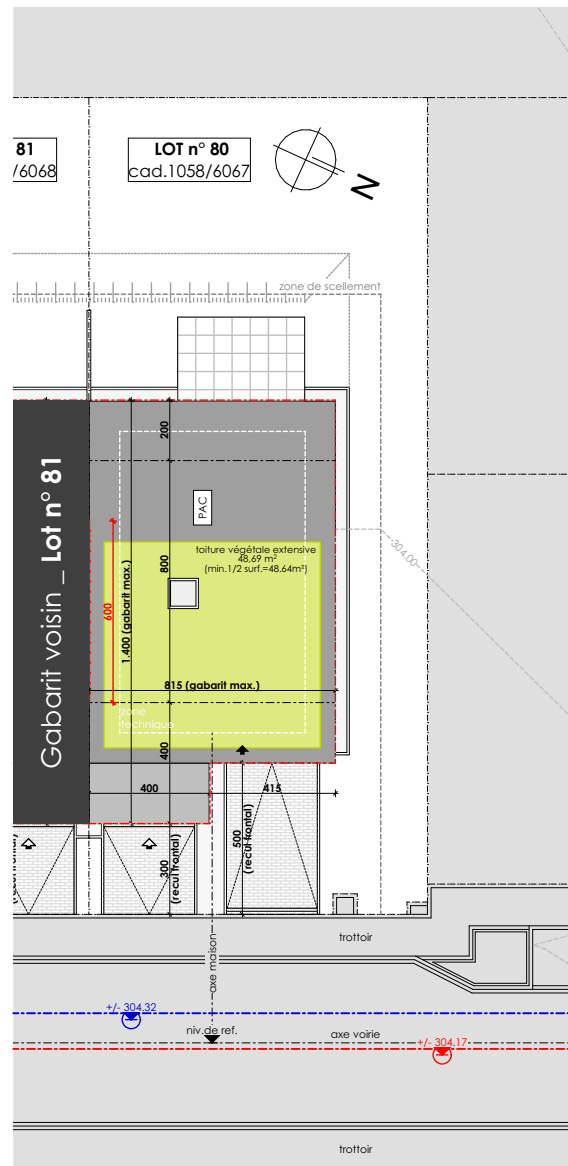 81
/6068
LOT n° 80
cad.1058/6067
N
zone de scellement
200
PAC
Gabarit voisin _ Lot n° 81
toiture végétale extensive
48,69 m²
(min.1/2 surf.=48.64m²)
800
600
1.400 (gabarit max.)
304.00
815 (gabarit max.)
zone
technique
400
400
415
500
(recul frontal)
300
(recul frontal)
(recul frontal)
trottoir
axe maison
+/- 304.32
niv.de ref.
axe voirie
+/- 304.17
trottoir